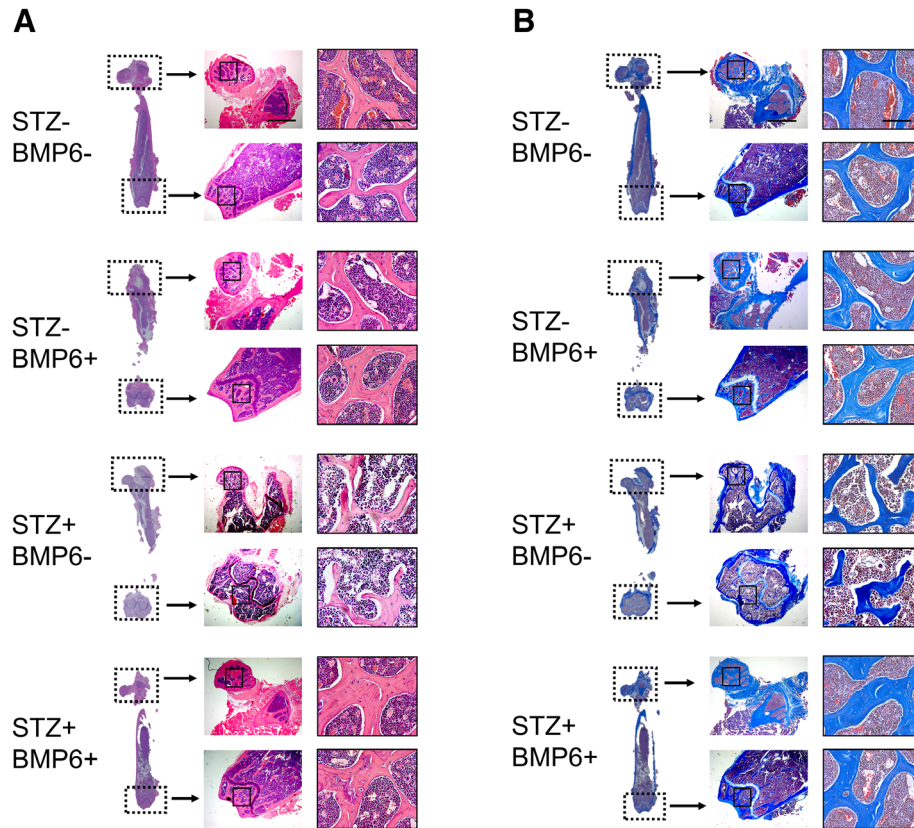 A
B
STZ-
BMP6-
STZ-
BMP6-
STZ-
BMP6+
STZ-
BMP6+
STZ+
BMP6-
STZ+
BMP6-
STZ+
BMP6+
STZ+
BMP6+